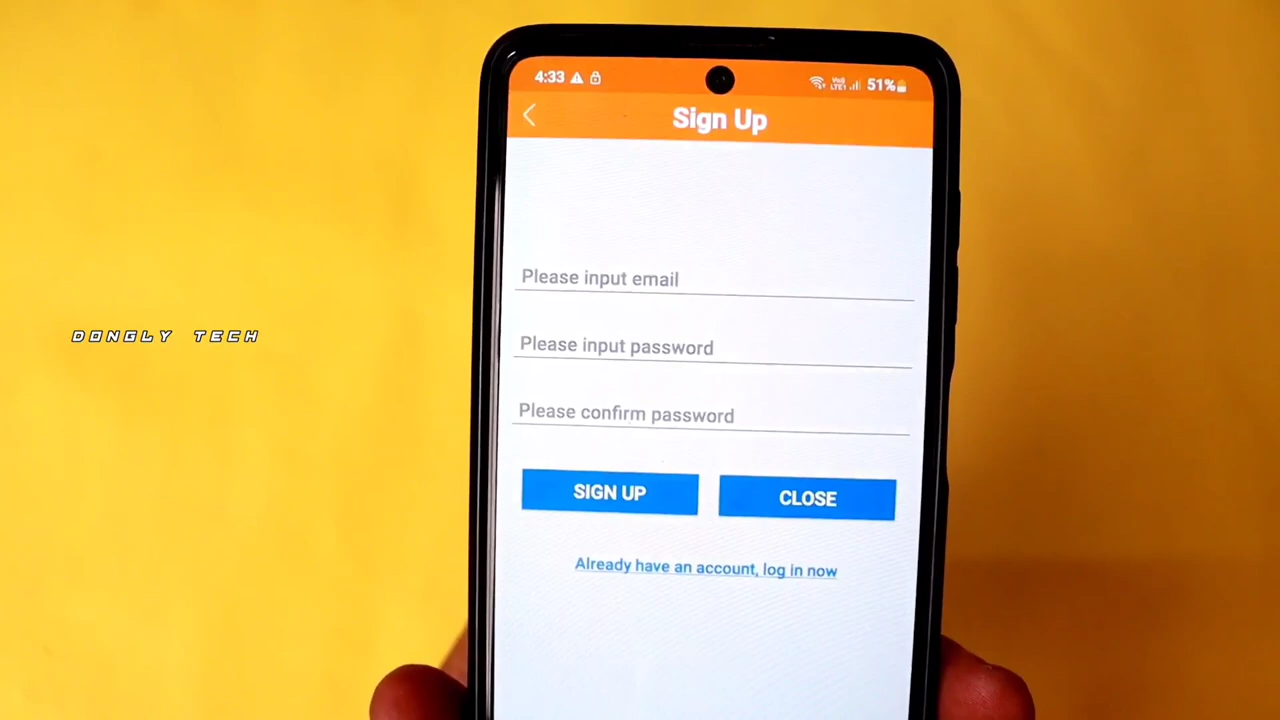 4:33 51%
Sign Up
Please input email
Please input password
Please confirm password
DONGLY TECH
SIGN UP CLOSE
Already have an account, log in now